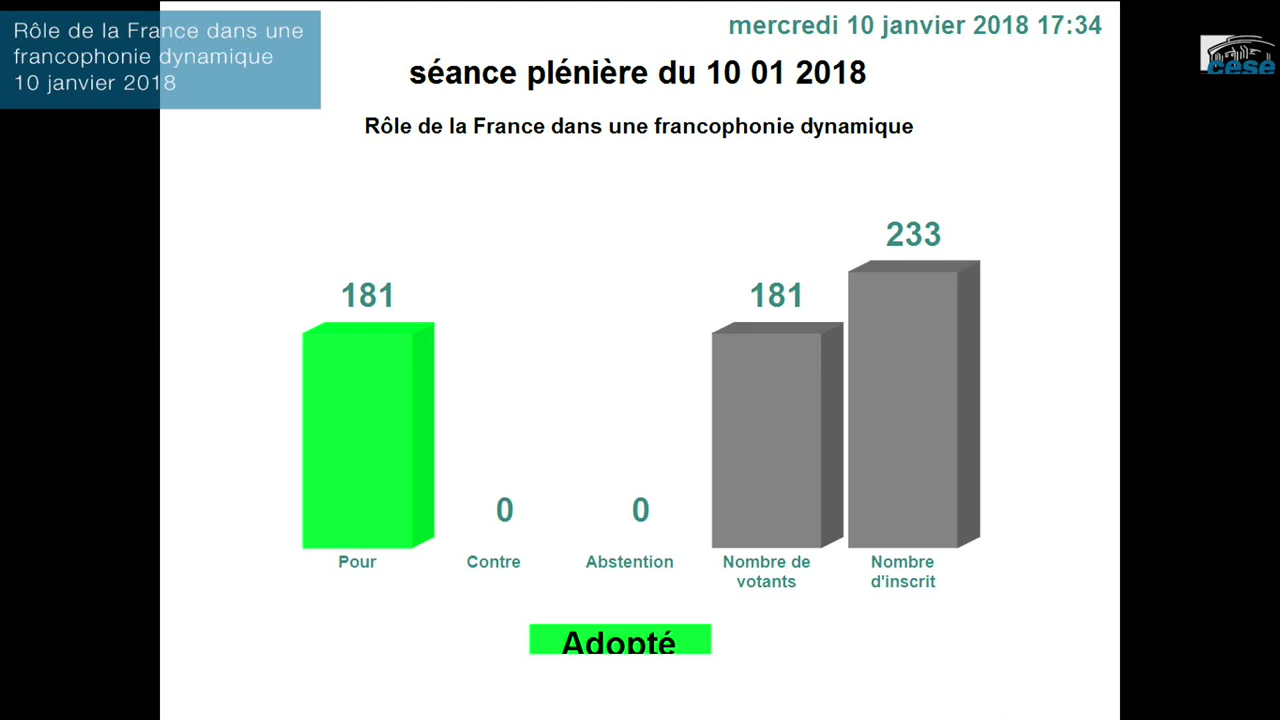 Rôle de la France dans une
francophonie dynamique
10 janvier 2018
mercredi 10 janvier 2018 17:34
cese
séance plénière du 10 01 2018
Rôle de la France dans une francophonie dynamique
233
181
181
0
0
Pour
Contre
Abstention
Nombre de
votants
Nombre
d'inscrit
Adopté